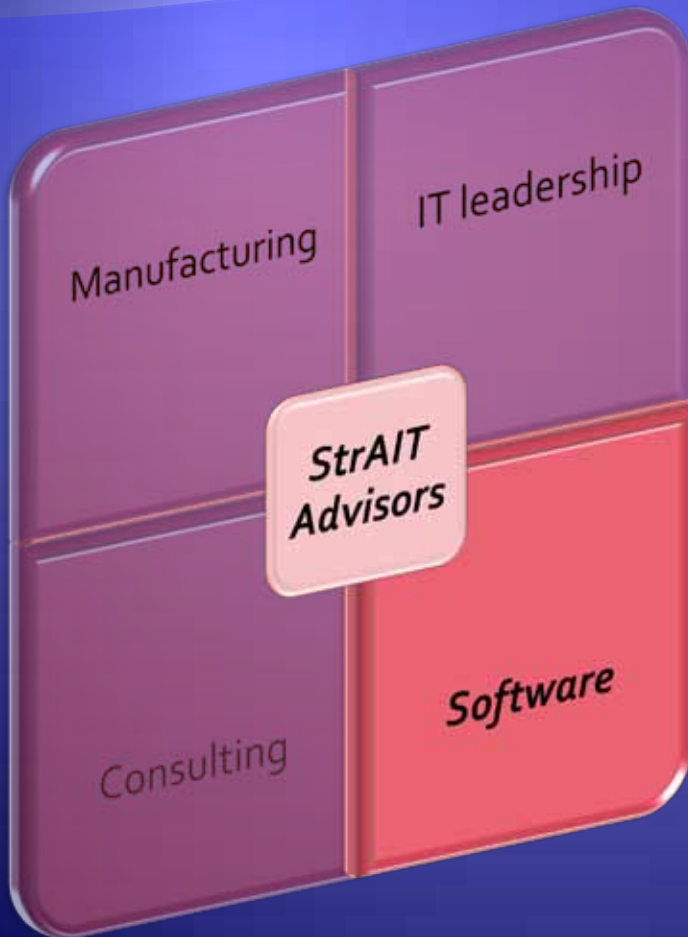 Manufacturing
IT leadership
StrAIT
Advisors
Consulting
Software